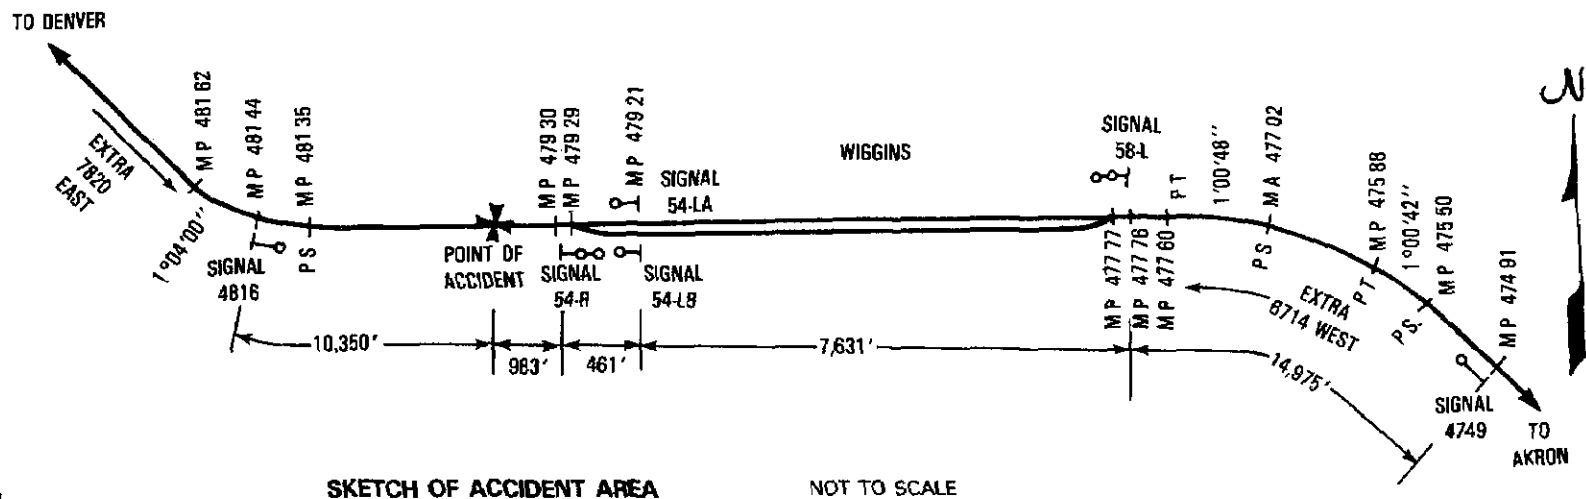 TO DENVER
EXTRA
7820
EAST
MP 481 62
MP 481 44
MP 481 35
1°04'00"
SIGNAL
4816
PS
POINT OF
ACCIDENT
MP 479 30
MP 479 29
MP 479 21
SIGNAL
54-LA
SIGNAL
54-R
SIGNAL
54-LB
WIGGINS
SIGNAL
58-L
MP 477 77
MP 477 76
MP 477 60
PT
1°00'48"
MA 477 02
PS
EXTRA
6714 WEST
MP 475 88
PT
1°00'42"
MP 475 50
PS
MP 474 91
SIGNAL
4749
TO
AKRON
N
10,350'
983'
461'
7,631'
14,975'
SKETCH OF ACCIDENT AREA
NOT TO SCALE